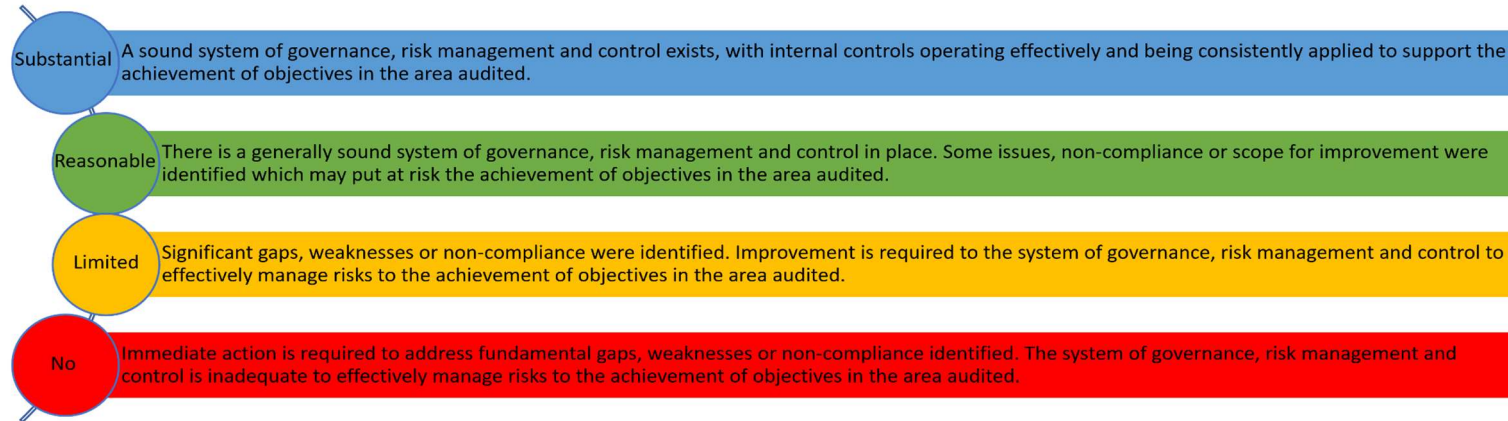 Substantial
A sound system of governance, risk management and control exists, with internal controls operating effectively and being consistently applied to support the
achievement of objectives in the area audited.
Reasonable
There is a generally sound system of governance, risk management and control in place. Some issues, non-compliance or scope for improvement were
identified which may put at risk the achievement of objectives in the area audited.
Limited
Significant gaps, weaknesses or non-compliance were identified. Improvement is required to the system of governance, risk management and control to
effectively manage risks to the achievement of objectives in the area audited.
No
Immediate action is required to address fundamental gaps, weaknesses or non-compliance identified. The system of governance, risk management and
control is inadequate to effectively manage risks to the achievement of objectives in the area audited.